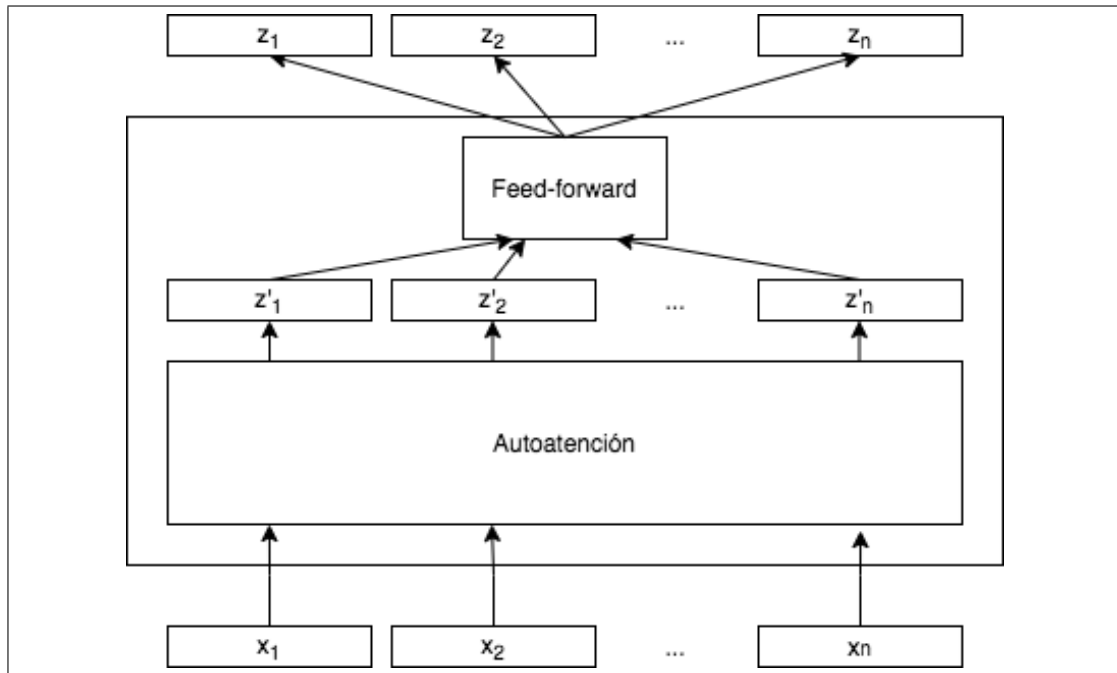 z₁ z₂ ... zₙ
Feed-forward
z'₁ z'₂ ... z'ₙ
Autoatención
x₁ x₂ ... xn